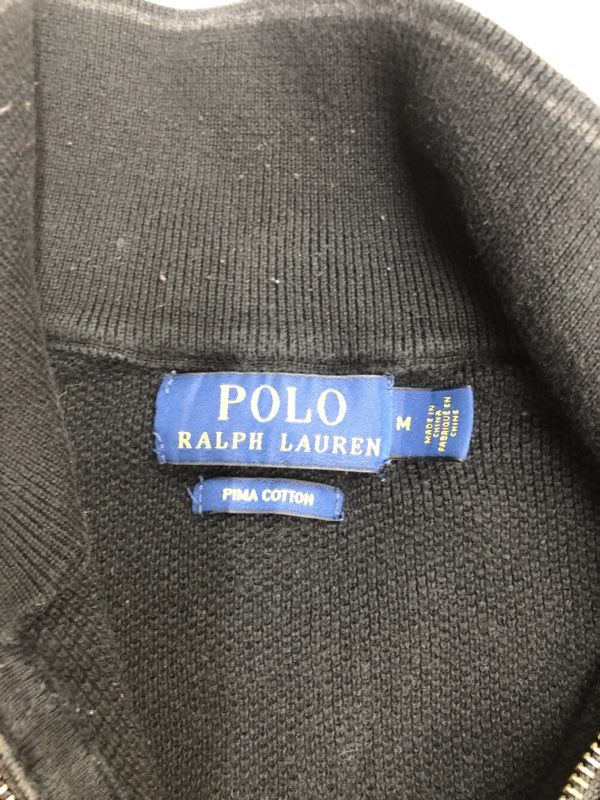 POLO
RALPH LAUREN
M
MADE IN
CHINA
FABRIQUÉ EN
CHINE
PIMA COTTON